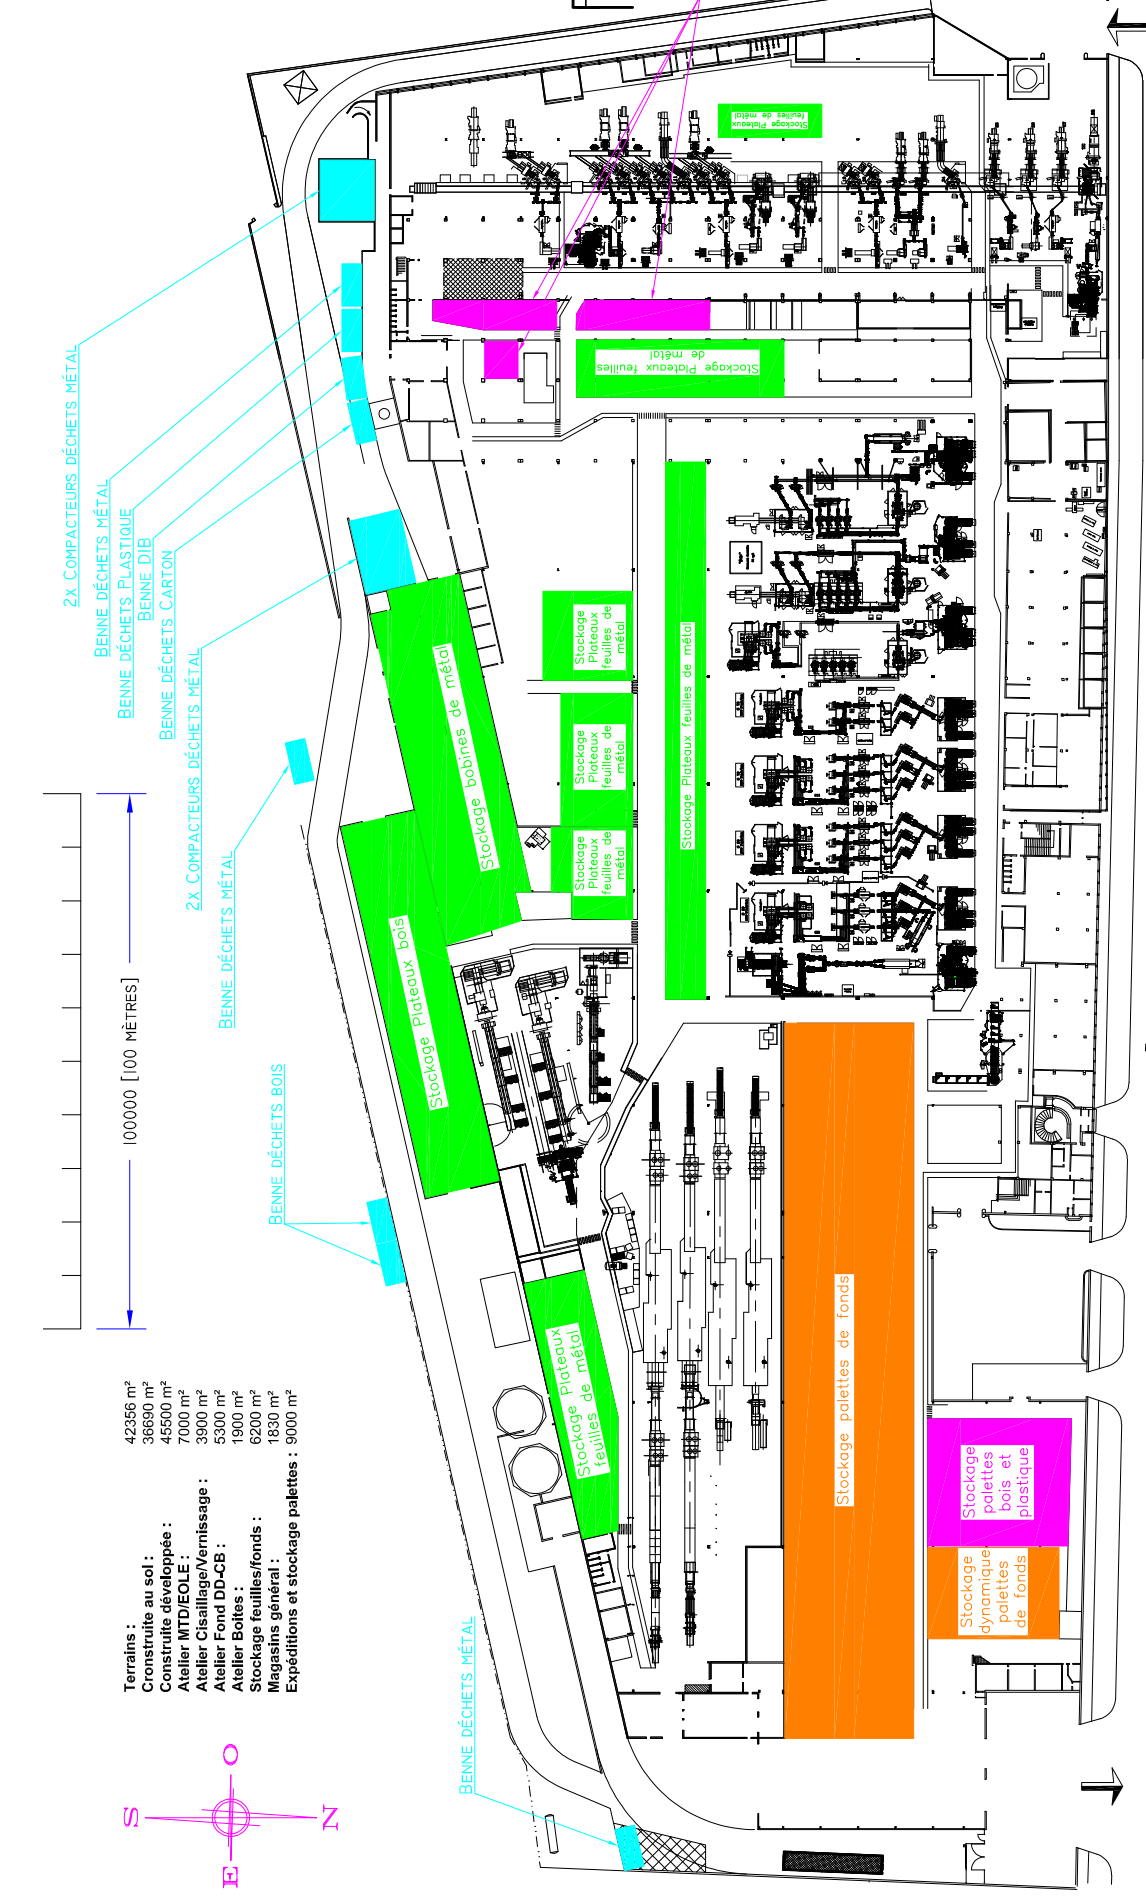 2x COMPACTEURS DÉCHETS MÉTAL
BENNE DÉCHETS MÉTAL
BENNE DÉCHETS PLASTIQUE
BENNE DIB
BENNE DÉCHETS CARTON
2x COMPACTEURS DÉCHETS MÉTAL
BENNE DÉCHETS MÉTAL
BENNE DÉCHETS BOIS
BENNE DÉCHETS MÉTAL
100000 [100 MÈTRES]
Terrains : 42356 m²
Cronstruite au sol : 36690 m²
Construite développée : 45500 m²
Atelier MTD/EOLE : 7000 m²
Atelier Cisaillage/Vernissage : 3900 m²
Atelier Fond DD-CB : 5300 m²
Atelier Boites : 1900 m²
Stockage feuilles/fonds : 6200 m²
Magasins général : 1830 m²
Expéditions et stockage palettes : 9000 m²
S
O
E
N
Stockage Plateaux
feuilles de métal
Stockage Plateaux feuilles
de métal
Stockage bobines de métal
Stockage Plateaux bois
Stockage
Plateaux
feuilles de
métal
Stockage
Plateaux
feuilles de
métal
Stockage
Plateaux
feuilles de
métal
Stockage Plateaux feuilles de métal
Stockage Plateaux
feuilles de métal
Stockage palettes de fonds
Stockage
palettes
bois et
plastique
Stockage
dynamique
palettes
de fonds